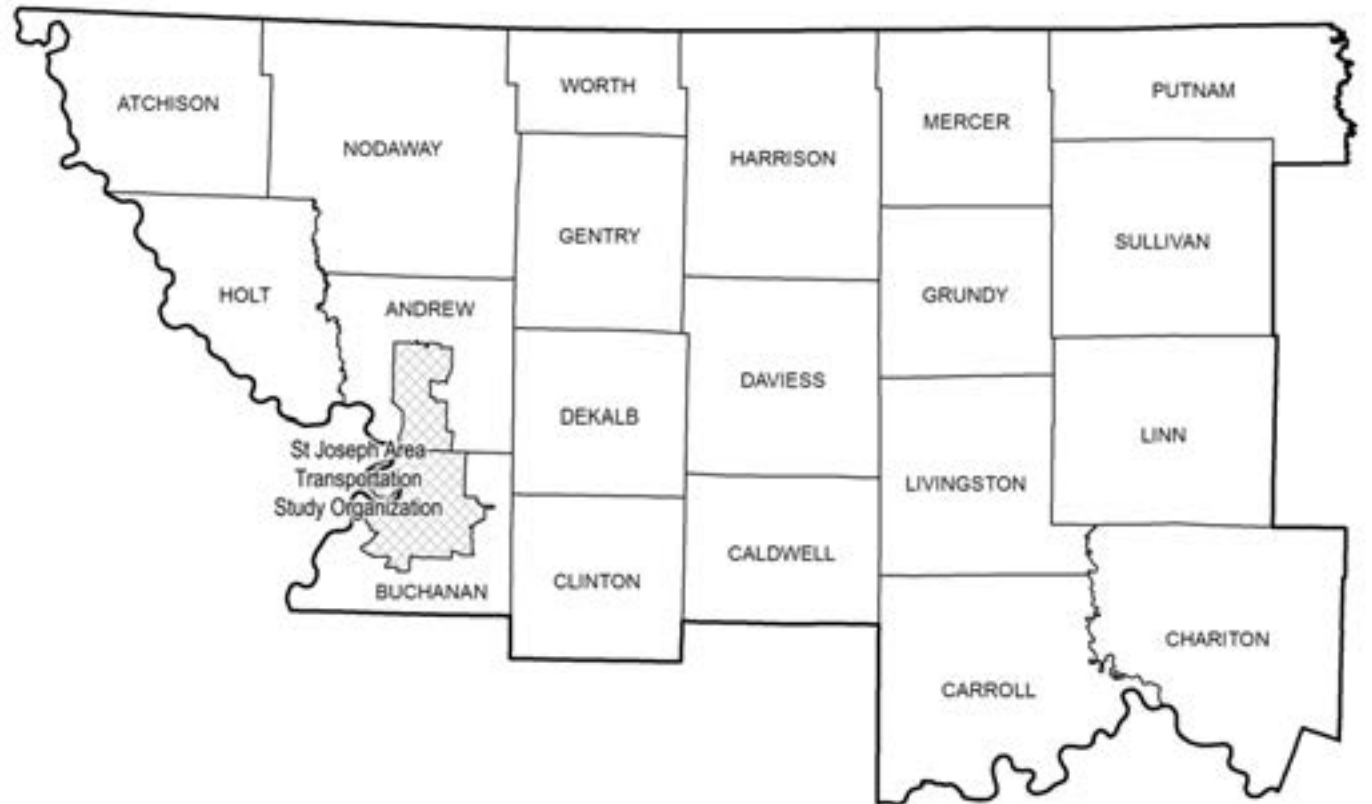 WORTH
PUTNAM
ATCHISON
MERCER
NODAWAY
HARRISON
GENTRY
SULLIVAN
HOLT
GRUNDY
ANDREW
DAVIESS
DEKALB
LINN
St Joseph Area
Transportation
Study Organization
LIVINGSTON
CALDWELL
CLINTON
BUCHANAN
CHARITON
CARROLL